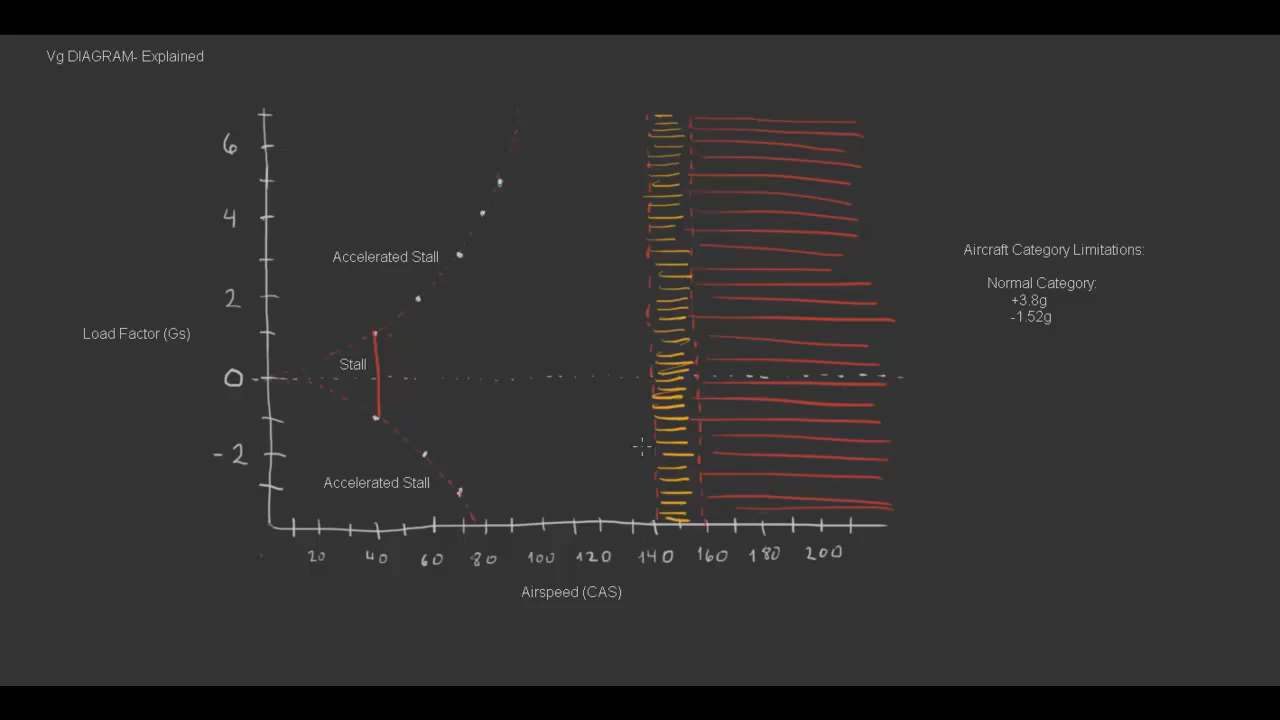 Vg DIAGRAM- Explained
6
4
Accelerated Stall
Aircraft Category Limitations:
Normal Category:
+3.8g
-1.52g
2
Load Factor (Gs)
Stall
0
-2
Accelerated Stall
20 40 60 80 100 120 140 160 180 200
Airspeed (CAS)